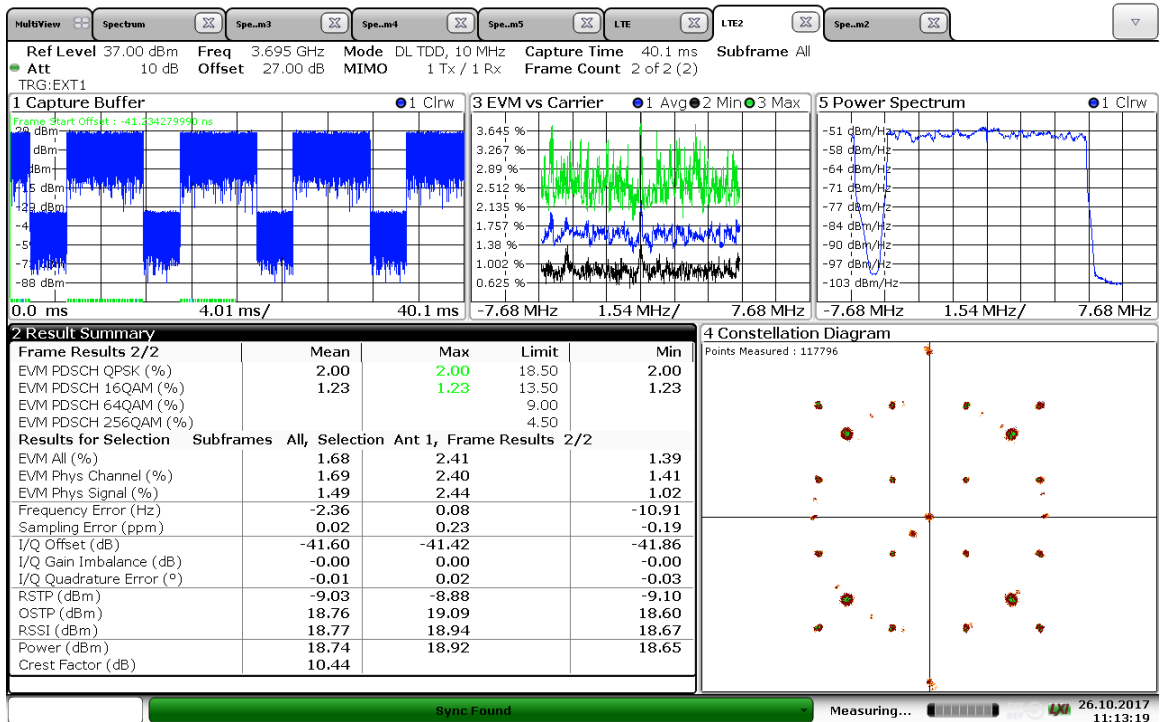 MultiView Spectrum Spe..m3 Spe..m4 Spe..m5 LTE LTE2 Spe..m2
Ref Level 37.00 dBm Freq 3.695 GHz Mode DL TDD, 10 MHz Capture Time 40.1 ms Subframe All
Att 10 dB Offset 27.00 dB MIMO 1 Tx / 1 Rx Frame Count 2 of 2 (2)
TRG:EXT1
1 Capture Buffer 1 Clrw
Frame Start Offset : -41.234279990 ns
dBm
dBm
dBm
dBm
-88 dBm
0.0 ms 4.01 ms/ 40.1 ms
3 EVM vs Carrier 1 Avg 2 Min 3 Max
3.645 %
3.267 %
2.89 %
2.512 %
2.135 %
1.757 %
1.38 %
1.002 %
0.625 %
-7.68 MHz 1.54 MHz/ 7.68 MHz
5 Power Spectrum 1 Clrw
-51 dBm/Hz
-58 dBm/Hz
-64 dBm/Hz
-71 dBm/Hz
-77 dBm/Hz
-84 dBm/Hz
-90 dBm/Hz
-97 dBm/Hz
-103 dBm/Hz
-7.68 MHz 1.54 MHz/ 7.68 MHz
2 Result Summary
Frame Results 2/2 Mean Max Limit Min
EVM PDSCH QPSK (%) 2.00 2.00 18.50 2.00
EVM PDSCH 16QAM (%) 1.23 1.23 13.50 1.23
EVM PDSCH 64QAM (%) 9.00
EVM PDSCH 256QAM (%) 4.50
Results for Selection Subframes All, Selection Ant 1, Frame Results 2/2
EVM All (%) 1.68 2.41 1.39
EVM Phys Channel (%) 1.69 2.40 1.41
EVM Phys Signal (%) 1.49 2.44 1.02
Frequency Error (Hz) -2.36 0.08 -10.91
Sampling Error (ppm) 0.02 0.23 -0.19
I/Q Offset (dB) -41.60 -41.42 -41.86
I/Q Gain Imbalance (dB) -0.00 0.00 -0.00
I/Q Quadrature Error (°) -0.01 0.02 -0.03
RSTP (dBm) -9.03 -8.88 -9.10
OSTP (dBm) 18.76 19.09 18.60
RSSI (dBm) 18.77 18.94 18.67
Power (dBm) 18.74 18.92 18.65
Crest Factor (dB) 10.44
4 Constellation Diagram
Points Measured : 117796
Sync Found
Measuring...
REF
LXI
26.10.2017
11:13:19